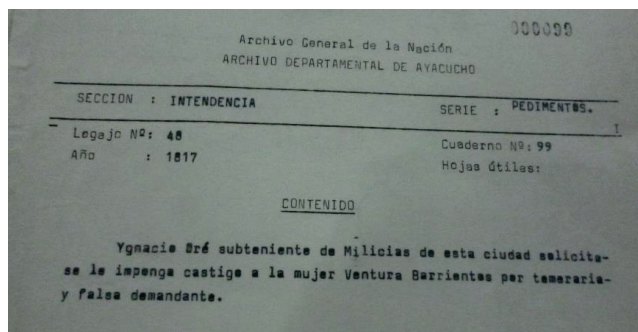 000099
Archivo General de la Nación
ARCHIVO DEPARTAMENTAL DE AYACUCHO
SECCION : INTENDENCIA SERIE : PEDIMENTOS.
1
Legajo Nº: 48 Cuaderno Nº: 99
Año : 1817 Hojas útiles:
CONTENIDO
Ygnacio Oré subteniente de Milicias de esta ciudad solicita-
se le imponga castigo a la mujer Ventura Barrientos por temeraria-
y falsa demandante.